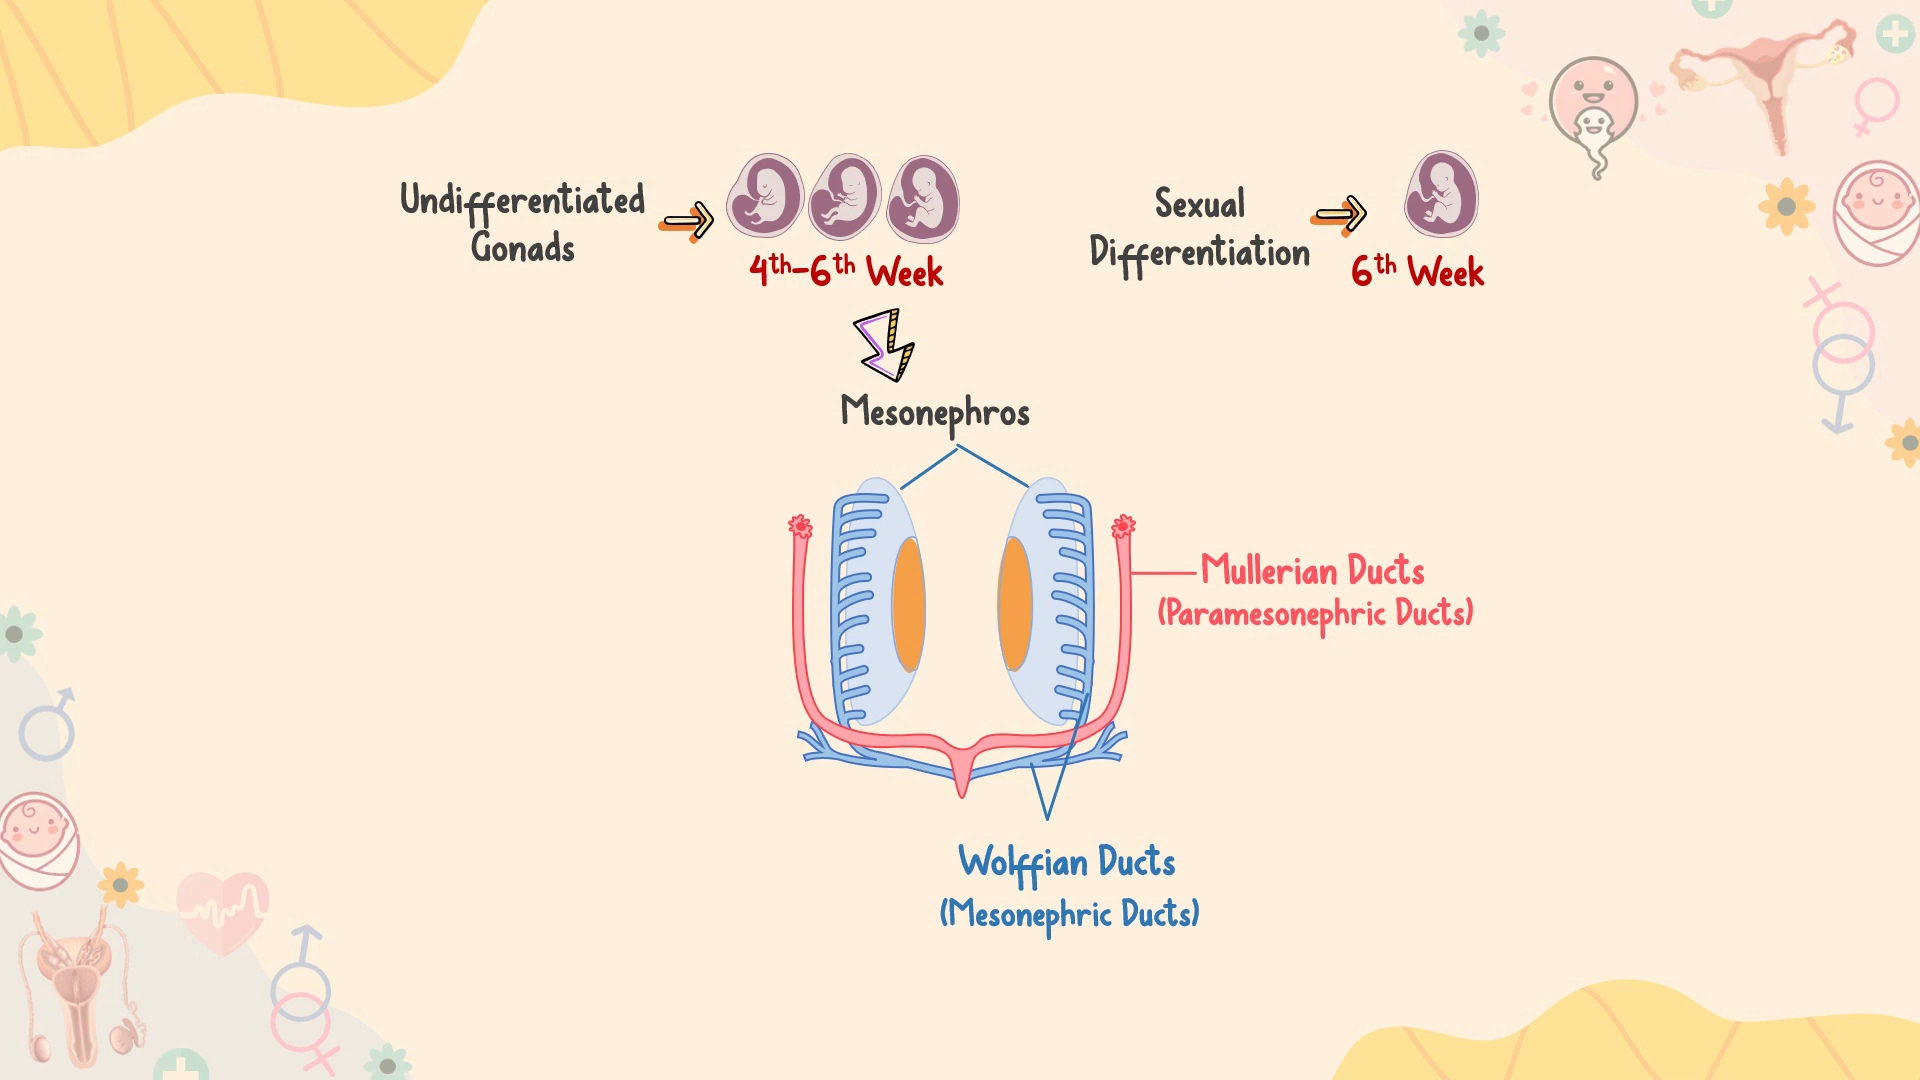 Undifferentiated
Gonads
4th-6th Week
Sexual
Differentiation
6th Week
Mesonephros
Mullerian Ducts
(Paramesonephric Ducts)
Wolffian Ducts
(Mesonephric Ducts)